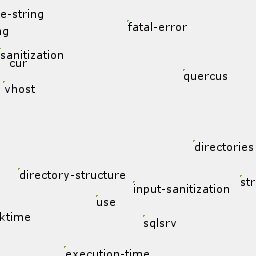 e-string
fatal-error
g
sanitization
cur
quercus
vhost
directories
directory-structure
input-sanitization
str
use
ktime
sqlsrv
execution-time